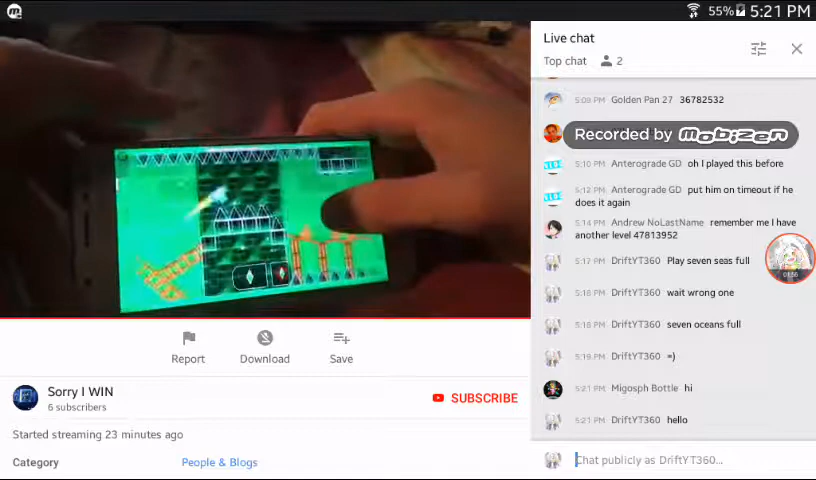 55% 5:21 PM
Live chat
Top chat 2
5:09 PM Golden Pan 27 36782532
Recorded by mobizen
5:10 PM Anterograde GD oh I played this before
5:12 PM Anterograde GD put him on timeout if he
does it again
5:14 PM Andrew NoLastName remember me I have
another level 47813952
5:17 PM DriftYT360 Play seven seas full
5:18 PM DriftYT360 wait wrong one
5:18 PM DriftYT360 seven oceans full
5:19 PM DriftYT360 =)
5:21 PM Migosph Bottle hi
5:21 PM DriftYT360 hello
Chat publicly as DriftYT360...
Report Download Save
Sorry I WIN
6 subscribers
SUBSCRIBE
Started streaming 23 minutes ago
Category People & Blogs